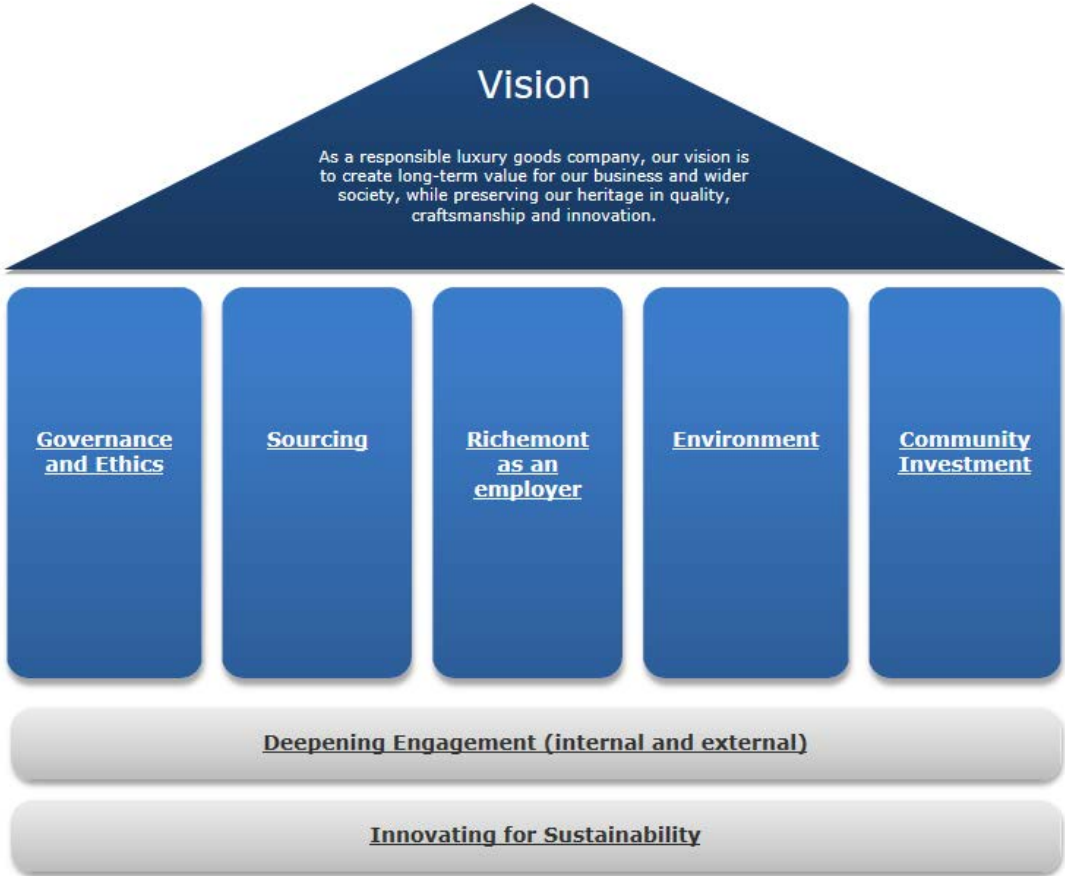 Vision
As a responsible luxury goods company, our vision is
to create long-term value for our business and wider
society, while preserving our heritage in quality,
craftsmanship and innovation.
Governance
and Ethics
Sourcing
Richemont
as an
employer
Environment
Community
Investment
Deepening Engagement (internal and external)
Innovating for Sustainability